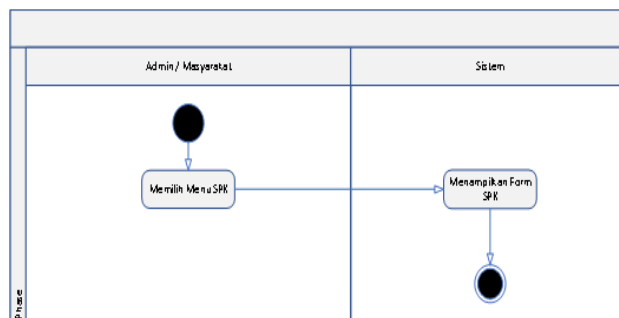 Admin / Masyarakat
Sistem
Memilih Menu SPK
Menampilkan Form
SPK
Phase